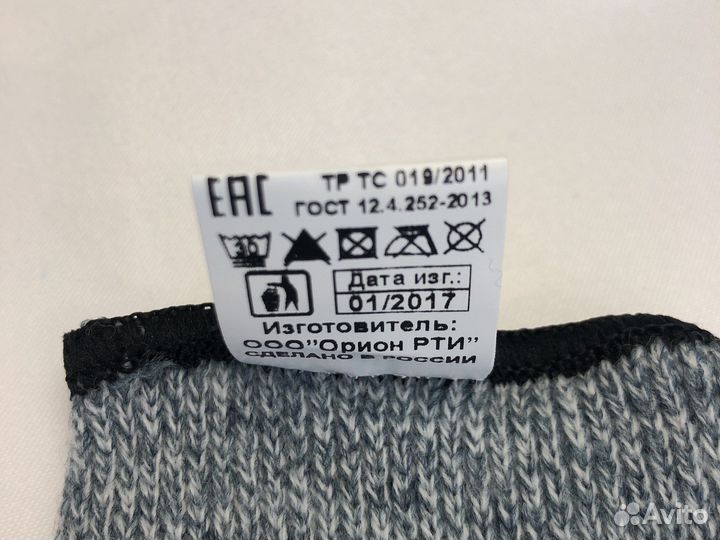 EAC ТР ТС 019/2011
ГОСТ 12.4.252-2013
30
Дата изг.:
01/2017
Изготовитель:
ООО"Орион РТИ"
СДЕЛАНО В РОССИИ
Avito